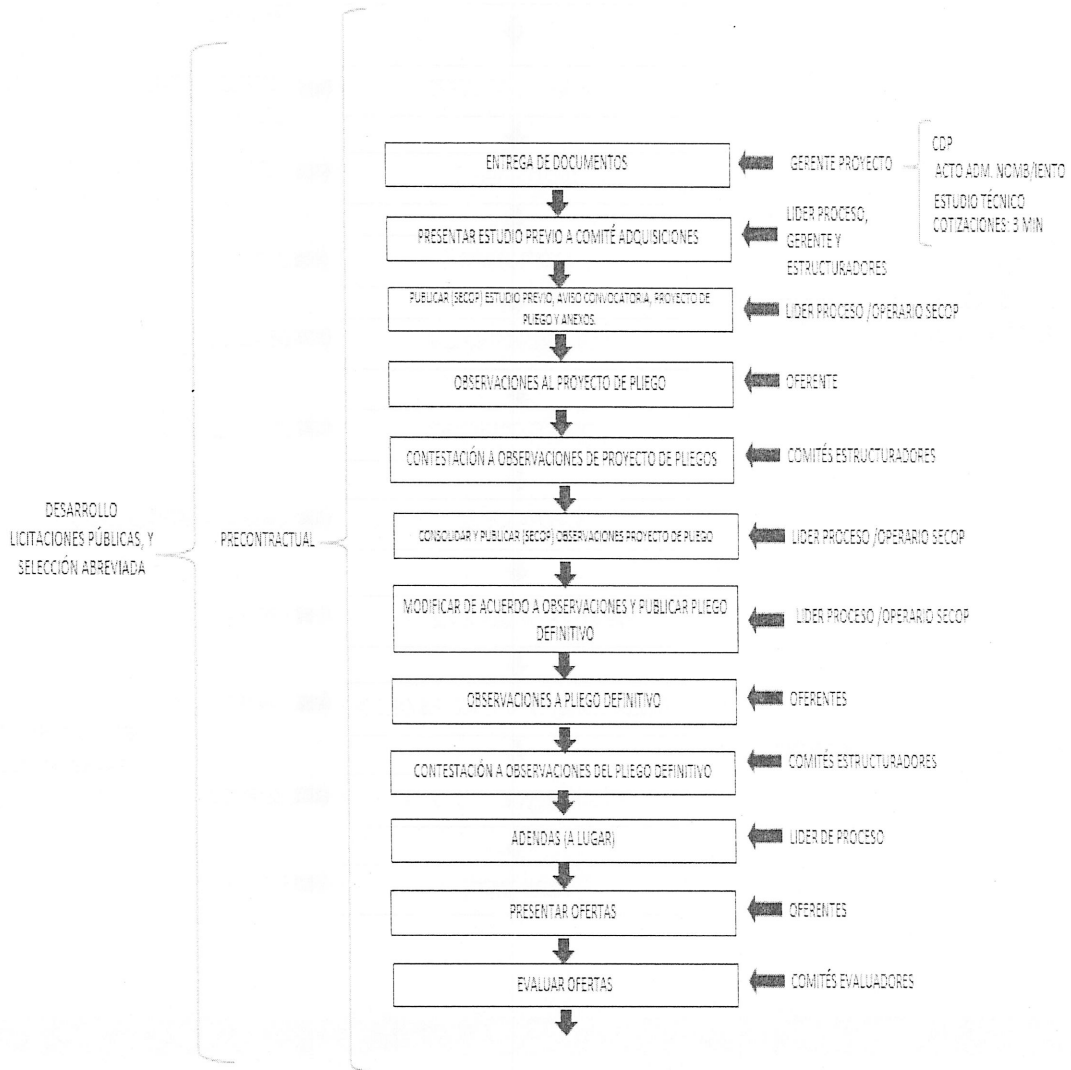 DESARROLLO
LICITACIONES PÚBLICAS, Y
SELECCIÓN ABREVIADA
PRECONTRACTUAL
ENTREGA DE DOCUMENTOS
GERENTE PROYECTO
CDP
ACTO ADM. NOMB/IENTO
ESTUDIO TÉCNICO
COTIZACIONES: 3 MIN
PRESENTAR ESTUDIO PREVIO A COMITÉ ADQUISICIONES
LIDER PROCESO,
GERENTE Y
ESTRUCTURADORES
PUBLICAR (SECOP) ESTUDIO PREVIO, AVISO CONVOCATORIA, PROYECTO DE
PLIEGO Y ANEXOS.
LIDER PROCESO /OPERARIO SECOP
OBSERVACIONES AL PROYECTO DE PLIEGO
OFERENTE
CONTESTACIÓN A OBSERVACIONES DE PROYECTO DE PLIEGOS
COMITÉS ESTRUCTURADORES
CONSOLIDAR Y PUBLICAR (SECOP) OBSERVACIONES PROYECTO DE PLIEGO
LIDER PROCESO /OPERARIO SECOP
MODIFICAR DE ACUERDO A OBSERVACIONES Y PUBLICAR PLIEGO
DEFINITIVO
LIDER PROCESO /OPERARIO SECOP
OBSERVACIONES A PLIEGO DEFINITIVO
OFERENTES
CONTESTACIÓN A OBSERVACIONES DEL PLIEGO DEFINITIVO
COMITÉS ESTRUCTURADORES
ADENDAS (A LUGAR)
LIDER DE PROCESO
PRESENTAR OFERTAS
OFERENTES
EVALUAR OFERTAS
COMITÉS EVALUADORES